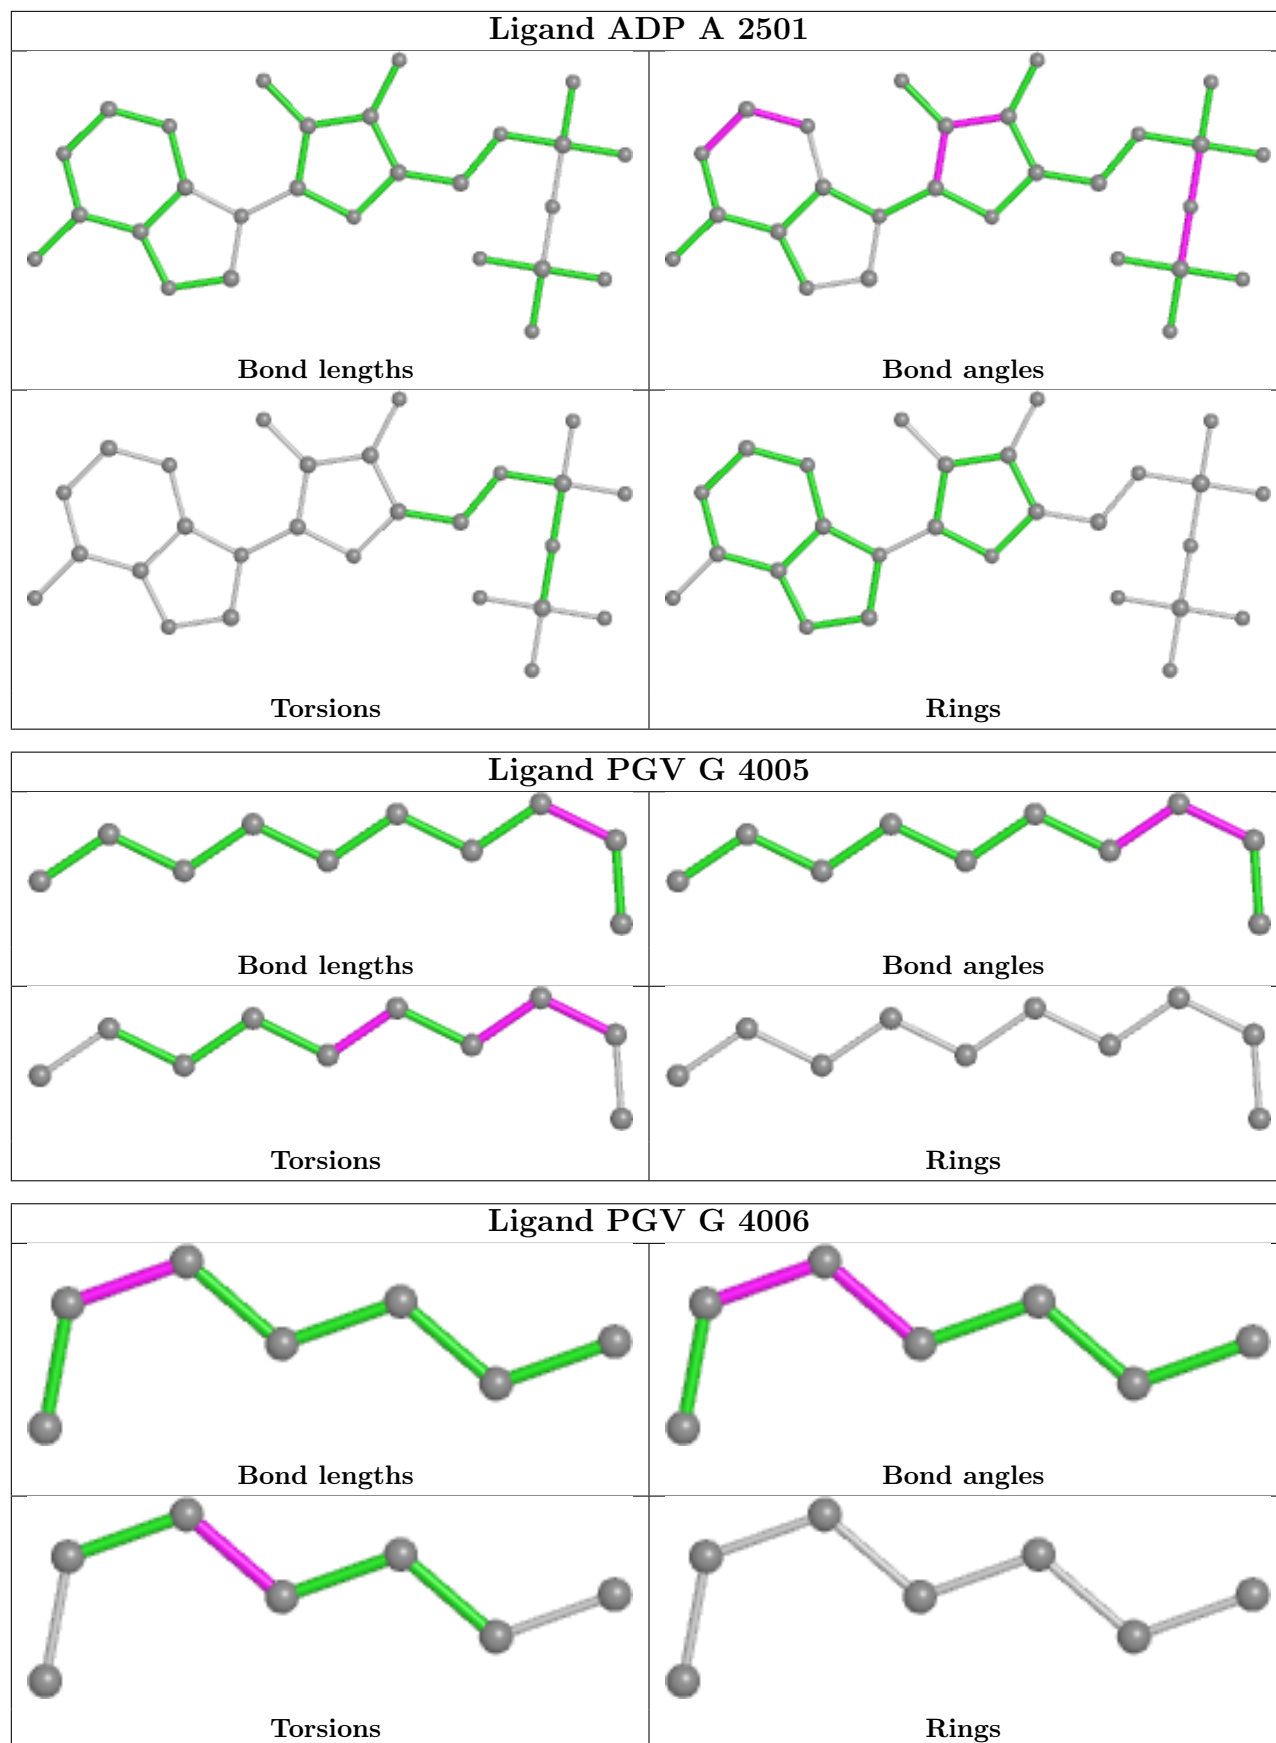 Ligand ADP A 2501
Bond lengths
Bond angles
Torsions
Rings
Ligand PGV G 4005
Bond lengths
Bond angles
Torsions
Rings
Ligand PGV G 4006
Bond lengths
Bond angles
Torsions
Rings